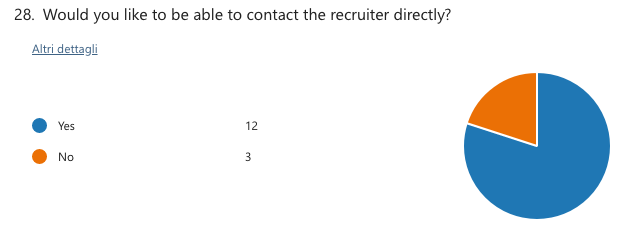 28. Would you like to be able to contact the recruiter directly?
Altri dettagli
Yes 12
No 3